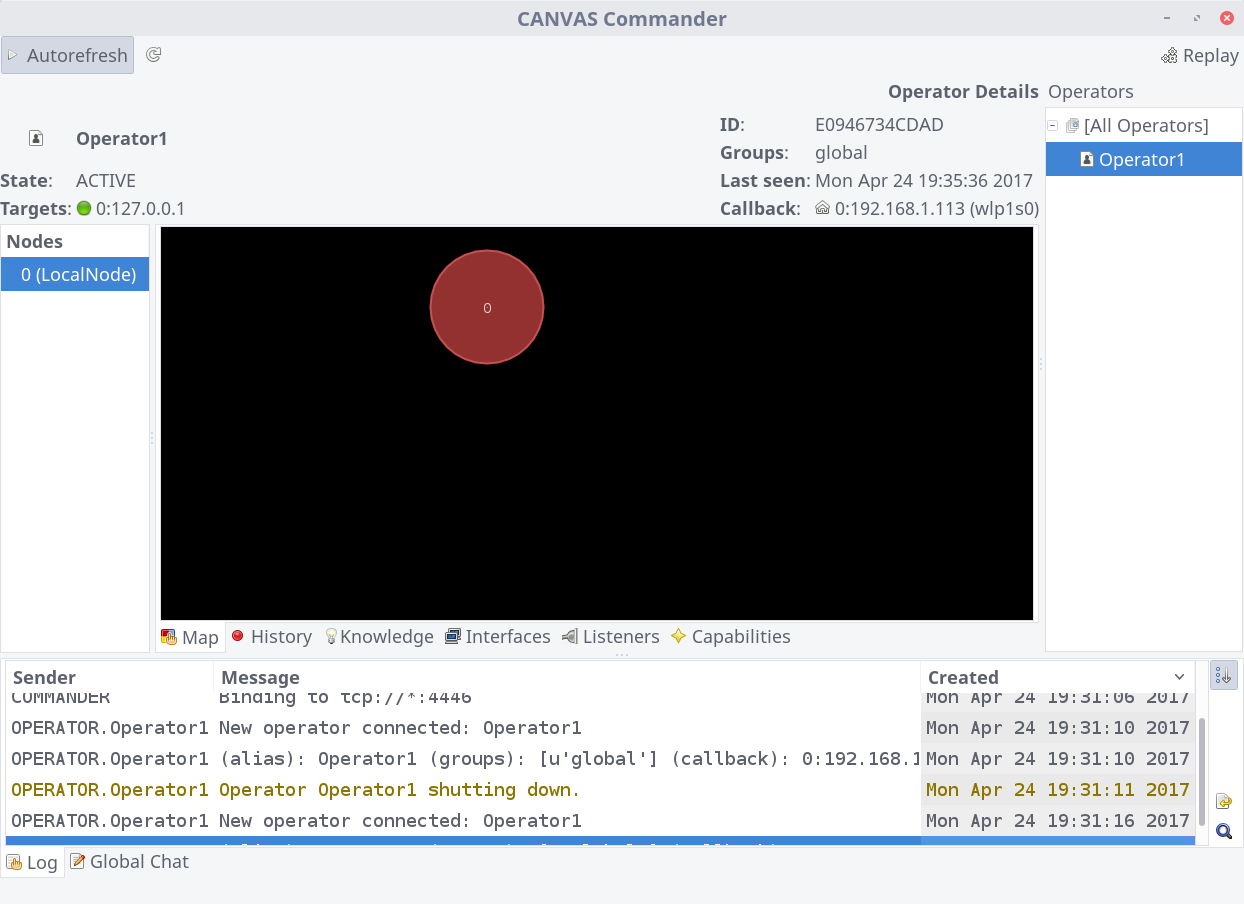 CANVAS Commander
Autorefresh
Replay
Operator Details
Operators
Operator1
ID: E0946734CDAD
Groups: global
State: ACTIVE
Last seen: Mon Apr 24 19:35:36 2017
Targets: 0:127.0.0.1
Callback: 0:192.168.1.113 (wlp1s0)
[All Operators]
Operator1
Nodes
0 (LocalNode)
0
Map History Knowledge Interfaces Listeners Capabilities
Sender Message Created
COMMANDER Binding to tcp://*:4446 Mon Apr 24 19:31:06 2017
OPERATOR.Operator1 New operator connected: Operator1 Mon Apr 24 19:31:10 2017
OPERATOR.Operator1 (alias): Operator1 (groups): [u'global'] (callback): 0:192.168.1 Mon Apr 24 19:31:10 2017
OPERATOR.Operator1 Operator Operator1 shutting down. Mon Apr 24 19:31:11 2017
OPERATOR.Operator1 New operator connected: Operator1 Mon Apr 24 19:31:16 2017
Log Global Chat